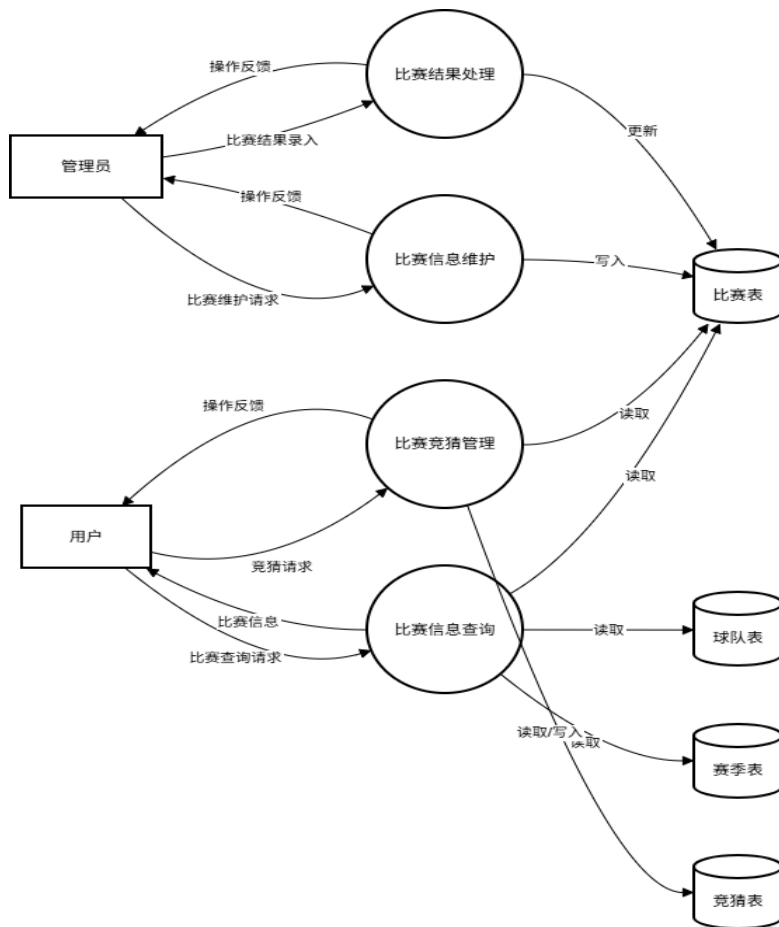 操作反馈
比赛结果处理
更新
比赛结果录入
管理员
操作反馈
比赛信息维护
写入
比赛维护请求
比赛表
操作反馈
比赛竞猜管理
读取
读取
用户
竞猜请求
比赛信息
比赛信息查询
读取
球队表
比赛查询请求
读取/写入
读取
赛季表
竞猜表